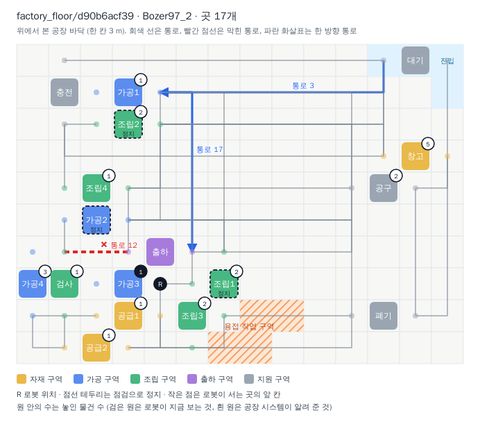 factory_floor/d90b6acf39 · Bozer97_2 · 곳 17개
위에서 본 공장 바닥 (한 칸 3 m). 회색 선은 통로, 빨간 점선은 막힌 통로, 파란 화살표는 한 방향 통로
대기
진입
통로 3
충전
가공1
1
조립2
2
정지
통로 17
창고
5
조립4
1
공구
2
가공2
정지
✖ 통로 12
출하
가공4
3
검사
1
가공3
1
R
조립1
2
정지
공급1
1
조립3
2
용접 작업 구역
폐기
공급2
1
자재 구역
가공 구역
조립 구역
출하 구역
지원 구역
R 로봇 위치 · 점선 테두리는 점검으로 정지 · 작은 점은 로봇이 서는 곳의 앞 칸
원 안의 수는 놓인 물건 수 (검은 원은 로봇이 지금 보는 것, 흰 원은 공장 시스템이 알려 준 것)